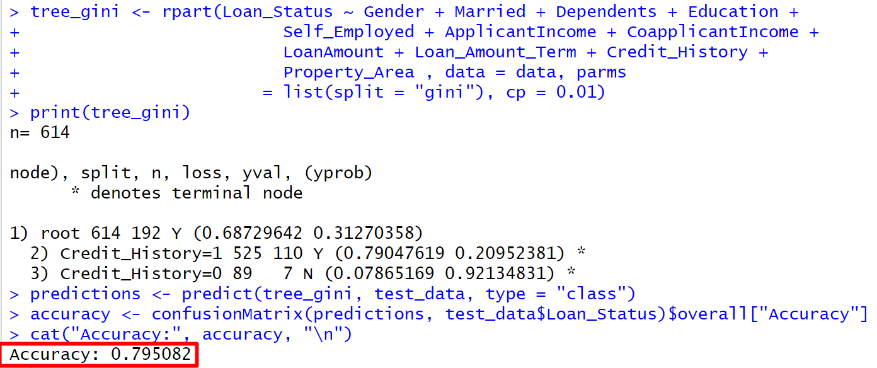 > tree_gini <- rpart(Loan_Status ~ Gender + Married + Dependents + Education +
+                         Self_Employed + ApplicantIncome + CoapplicantIncome +
+                         LoanAmount + Loan_Amount_Term + Credit_History +
+                         Property_Area , data = data, parms
+                       = list(split = "gini"), cp = 0.01)
> print(tree_gini)
n= 614
node), split, n, loss, yval, (yprob)
      * denotes terminal node
1) root 614 192 Y (0.68729642 0.31270358)
  2) Credit_History=1 525 110 Y (0.79047619 0.20952381) *
  3) Credit_History=0 89   7 N (0.07865169 0.92134831) *
> predictions <- predict(tree_gini, test_data, type = "class")
> accuracy <- confusionMatrix(predictions, test_data$Loan_Status)$overall["Accuracy"]
> cat("Accuracy:", accuracy, "\n")
Accuracy: 0.795082